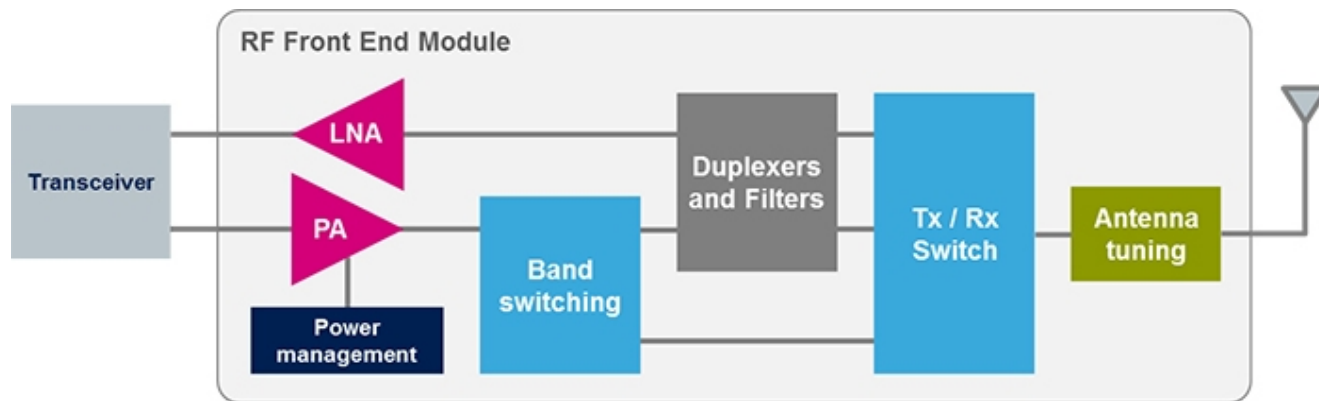 RF Front End Module
LNA
Transceiver
PA
Duplexers
and Filters
Tx / Rx
Switch
Antenna
tuning
Band
switching
Power
management